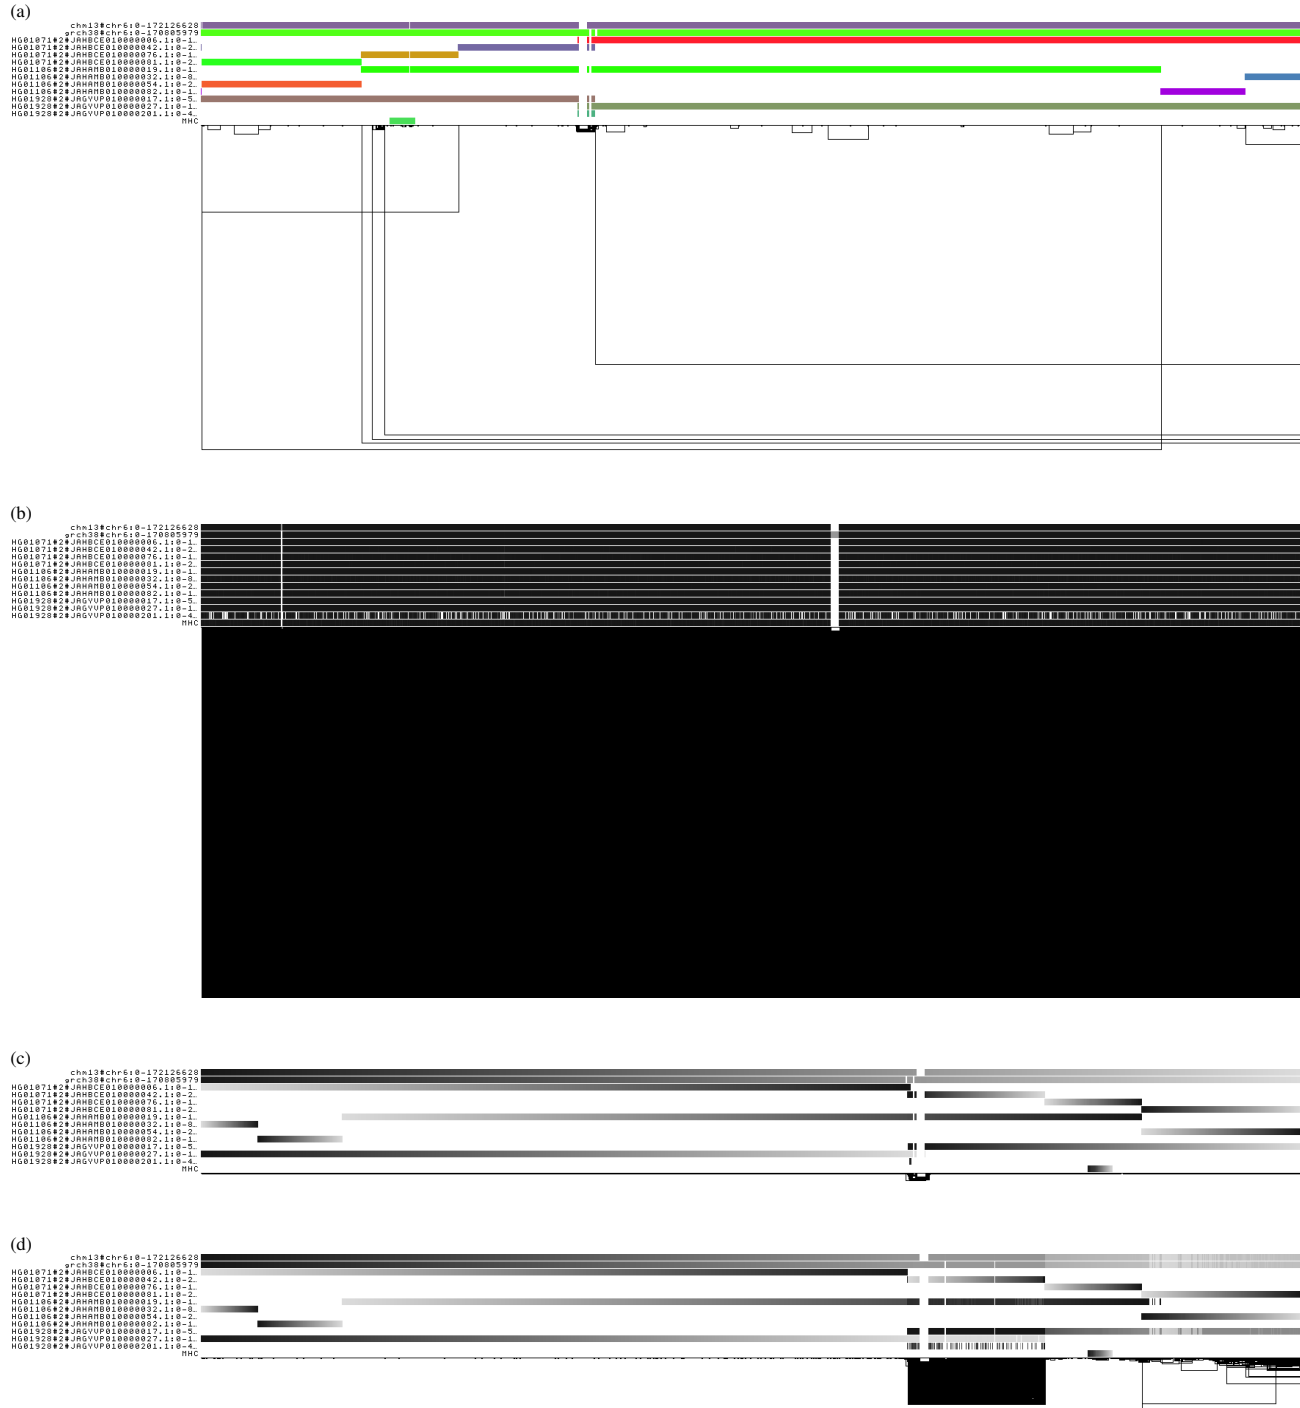 (a)
chm13#chr6:0-172126628
grch38#chr6:0-170805979
HG01071#2#JAHBCE010000006.1:0-1…
HG01071#2#JAHBCE010000042.1:0-2…
HG01071#2#JAHBCE010000076.1:0-1…
HG01071#2#JAHBCE010000081.1:0-2…
HG01106#2#JAHAMB010000019.1:0-1…
HG01106#2#JAHAMB010000032.1:0-8…
HG01106#2#JAHAMB010000054.1:0-2…
HG01106#2#JAHAMB010000082.1:0-1…
HG01928#2#JAGYVP010000017.1:0-5…
HG01928#2#JAGYVP010000027.1:0-1…
HG01928#2#JAGYVP010000201.1:0-4…
MHC
(b)
chm13#chr6:0-172126628
grch38#chr6:0-170805979
HG01071#2#JAHBCE010000006.1:0-1…
HG01071#2#JAHBCE010000042.1:0-2…
HG01071#2#JAHBCE010000076.1:0-1…
HG01071#2#JAHBCE010000081.1:0-2…
HG01106#2#JAHAMB010000019.1:0-1…
HG01106#2#JAHAMB010000032.1:0-8…
HG01106#2#JAHAMB010000054.1:0-2…
HG01106#2#JAHAMB010000082.1:0-1…
HG01928#2#JAGYVP010000017.1:0-5…
HG01928#2#JAGYVP010000027.1:0-1…
HG01928#2#JAGYVP010000201.1:0-4…
MHC
(c)
chm13#chr6:0-172126628
grch38#chr6:0-170805979
HG01071#2#JAHBCE010000006.1:0-1…
HG01071#2#JAHBCE010000042.1:0-2…
HG01071#2#JAHBCE010000076.1:0-1…
HG01071#2#JAHBCE010000081.1:0-2…
HG01106#2#JAHAMB010000019.1:0-1…
HG01106#2#JAHAMB010000032.1:0-8…
HG01106#2#JAHAMB010000054.1:0-2…
HG01106#2#JAHAMB010000082.1:0-1…
HG01928#2#JAGYVP010000017.1:0-5…
HG01928#2#JAGYVP010000027.1:0-1…
HG01928#2#JAGYVP010000201.1:0-4…
MHC
(d)
chm13#chr6:0-172126628
grch38#chr6:0-170805979
HG01071#2#JAHBCE010000006.1:0-1…
HG01071#2#JAHBCE010000042.1:0-2…
HG01071#2#JAHBCE010000076.1:0-1…
HG01071#2#JAHBCE010000081.1:0-2…
HG01106#2#JAHAMB010000019.1:0-1…
HG01106#2#JAHAMB010000032.1:0-8…
HG01106#2#JAHAMB010000054.1:0-2…
HG01106#2#JAHAMB010000082.1:0-1…
HG01928#2#JAGYVP010000017.1:0-5…
HG01928#2#JAGYVP010000027.1:0-1…
HG01928#2#JAGYVP010000201.1:0-4…
MHC